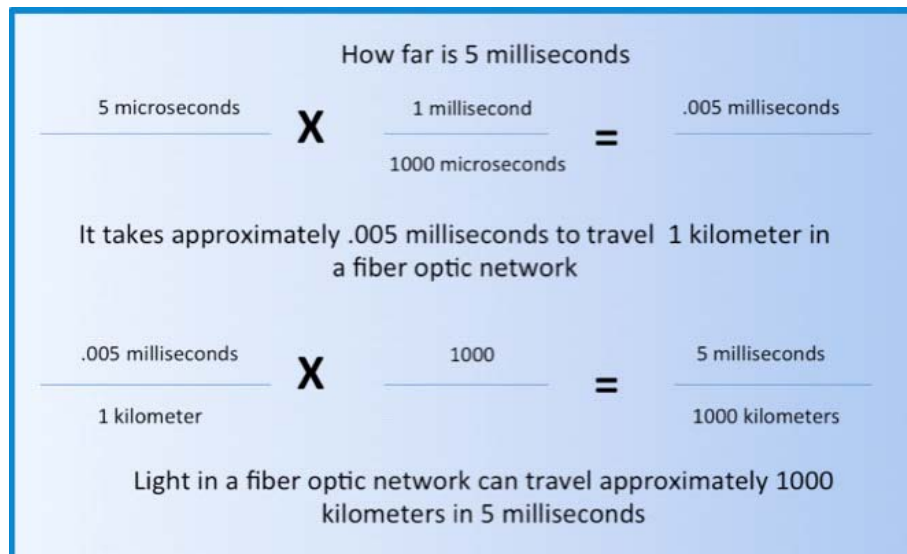 How far is 5 milliseconds
5 microseconds X 1 millisecond = .005 milliseconds
1000 microseconds
It takes approximately .005 milliseconds to travel 1 kilometer in
a fiber optic network
.005 milliseconds X 1000 = 5 milliseconds
1 kilometer 1000 kilometers
Light in a fiber optic network can travel approximately 1000
kilometers in 5 milliseconds